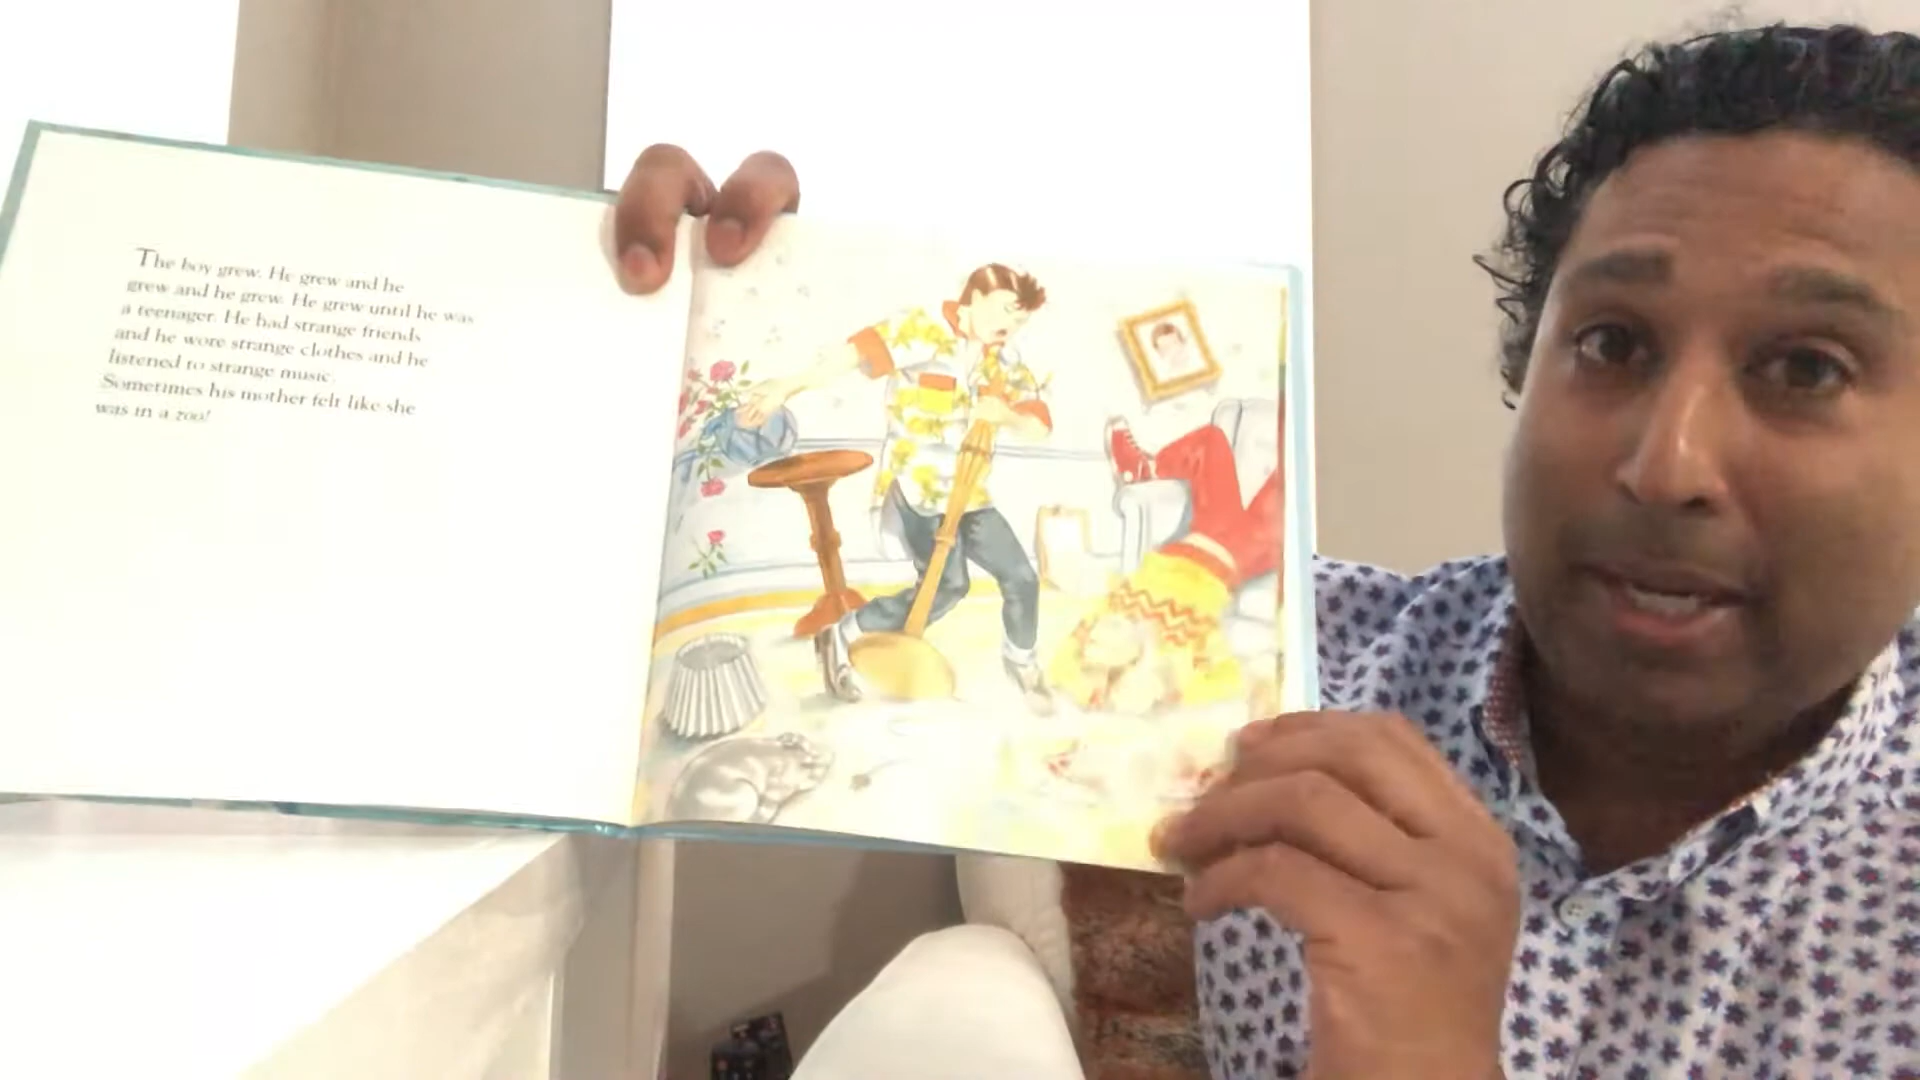 The boy grew. He grew and he
grew and he grew. He grew until he was
a teenager. He had strange friends
and he wore strange clothes and he
listened to strange music.
Sometimes his mother felt like she
was in a zoo!